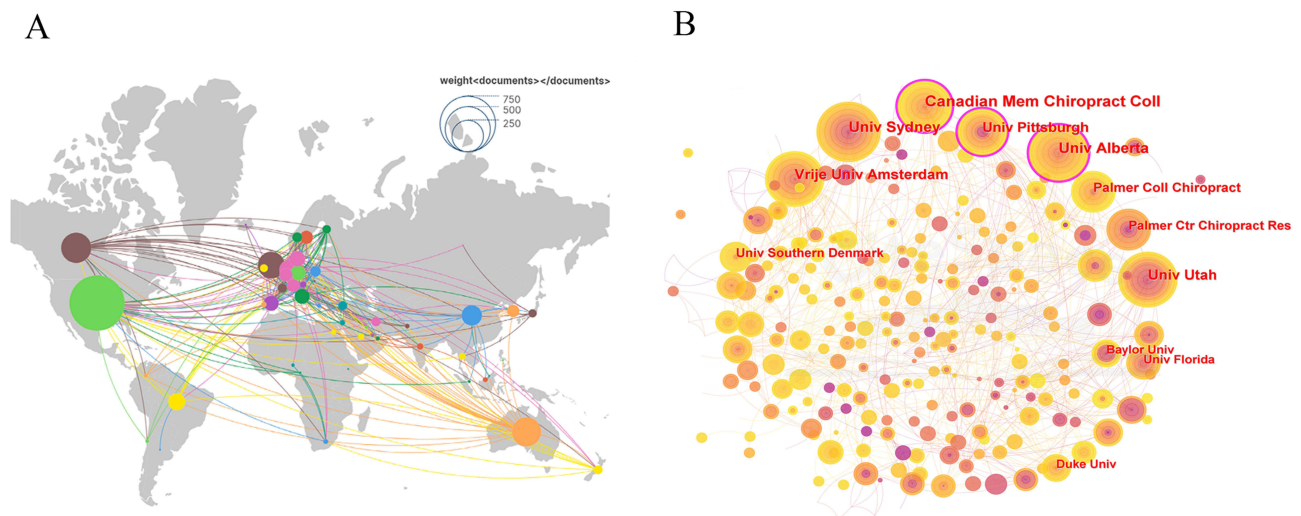 A
B
weight<documents></documents>
750
500
250
Canadian Mem Chiropract Coll
Univ Sydney
Univ Pittsburgh
Univ Alberta
Vrije Univ Amsterdam
Palmer Coll Chiropract
Palmer Ctr Chiropract Res
Univ Southern Denmark
Univ Utah
Baylor Univ
Univ Florida
Duke Univ